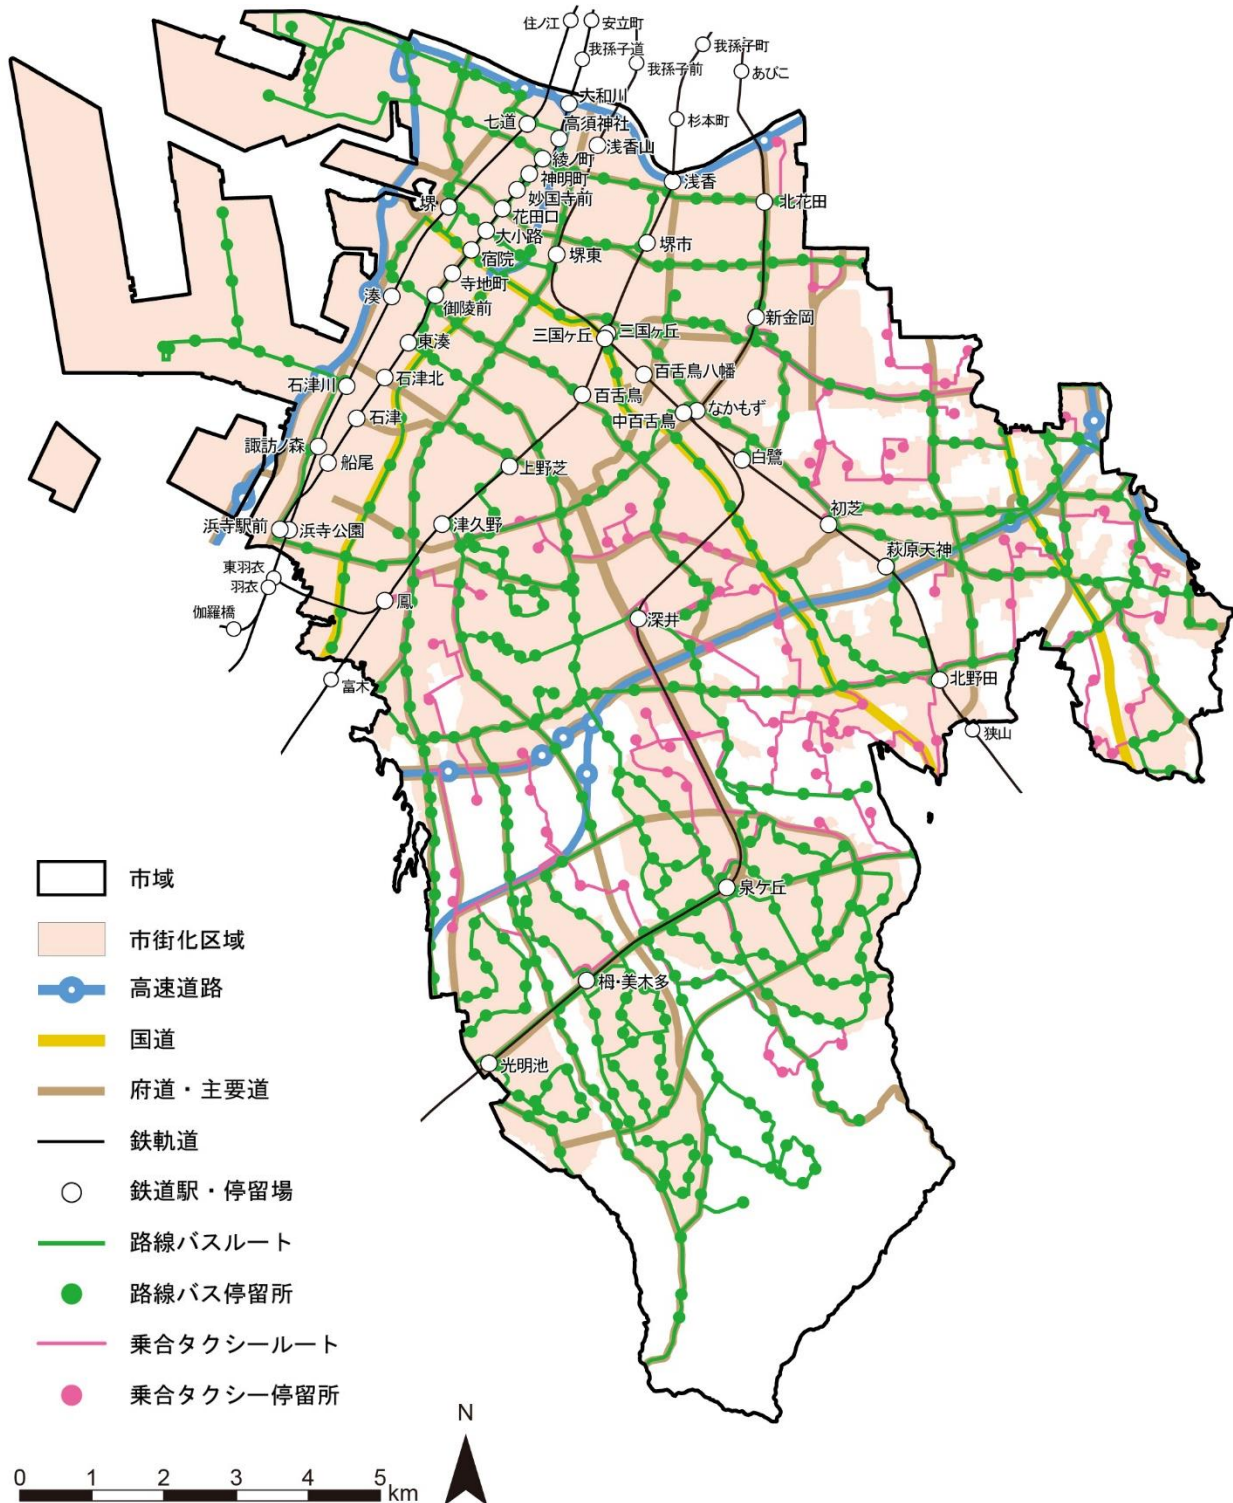 住ノ江
安立町
我孫子道
我孫子前
我孫子町
あびこ
大和川
七道
高須神社
杉本町
浅香山
綾ノ町
神明町
浅香
妙国寺前
北花田
堺
花田口
大小路
堺市
宿院
堺東
寺地町
湊
御陵前
新金岡
三国ヶ丘
三国ヶ丘
東湊
百舌鳥八幡
石津北
石津川
百舌鳥
なかもず
中百舌鳥
石津
諏訪ノ森
船尾
白鷺
上野芝
浜寺駅前
浜寺公園
津久野
初芝
萩原天神
東羽衣
羽衣
鳳
伽羅橋
深井
富木
北野田
狭山
泉ケ丘
栂・美木多
光明池
市域
市街化区域
高速道路
国道
府道・主要道
鉄軌道
鉄道駅・停留場
路線バスルート
路線バス停留所
乗合タクシールート
乗合タクシー停留所
N
0 1 2 3 4 5
km